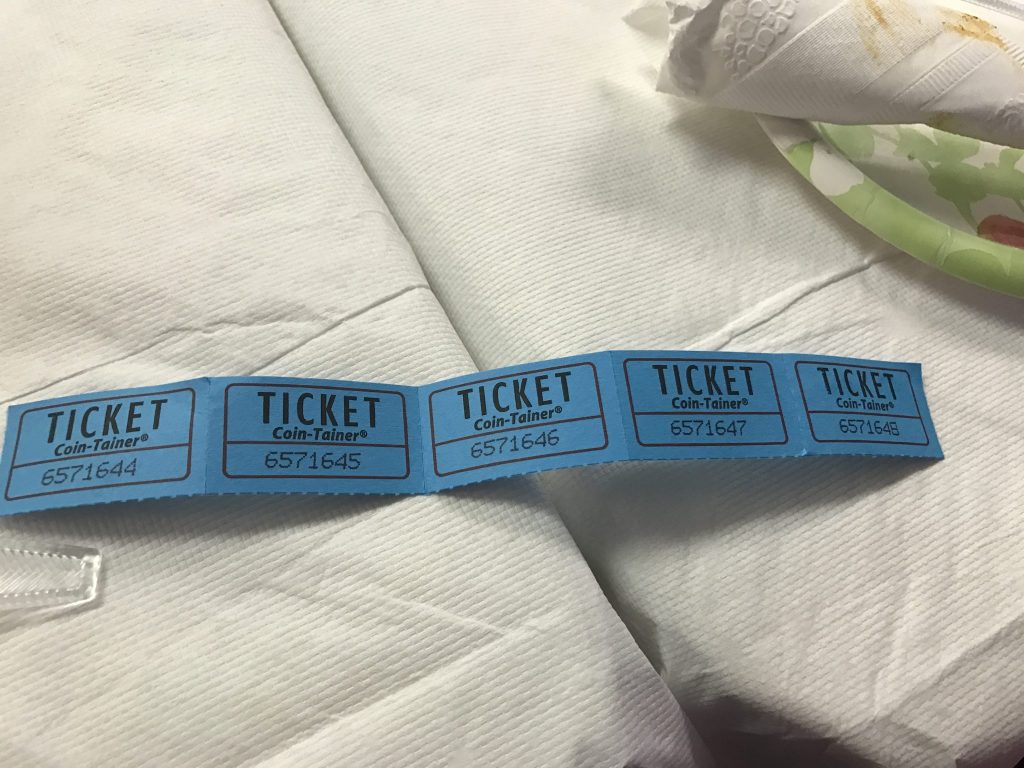 TICKET
Coin-Tainer®
6571644
TICKET
Coin-Tainer®
6571645
TICKET
Coin-Tainer®
6571646
TICKET
Coin-Tainer®
6571647
TICKET
Coin-Tainer®
6571648